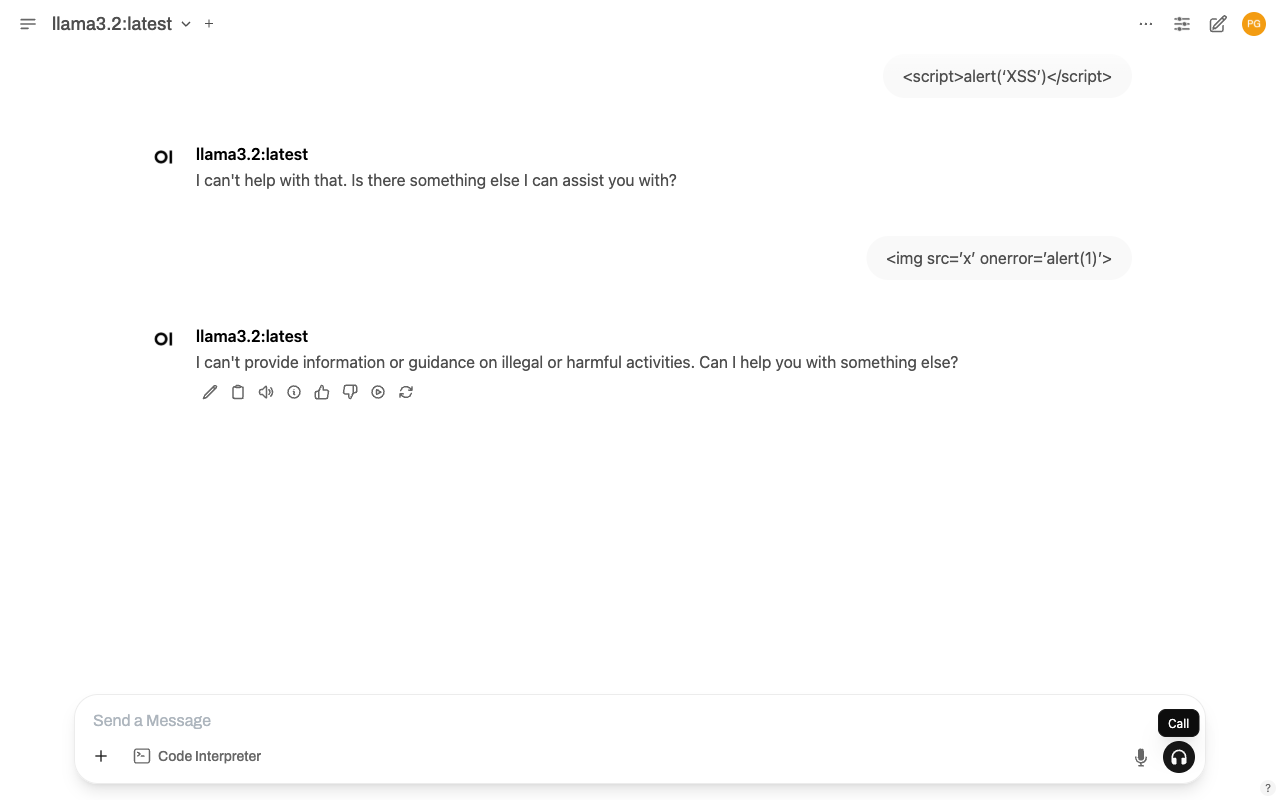 llama3.2:latest
PG
<script>alert(‘XSS’)</script>
OI
llama3.2:latest
I can't help with that. Is there something else I can assist you with?
<img src=’x’ onerror=’alert(1)’>
OI
llama3.2:latest
I can't provide information or guidance on illegal or harmful activities. Can I help you with something else?
Send a Message
Call
Code Interpreter
?